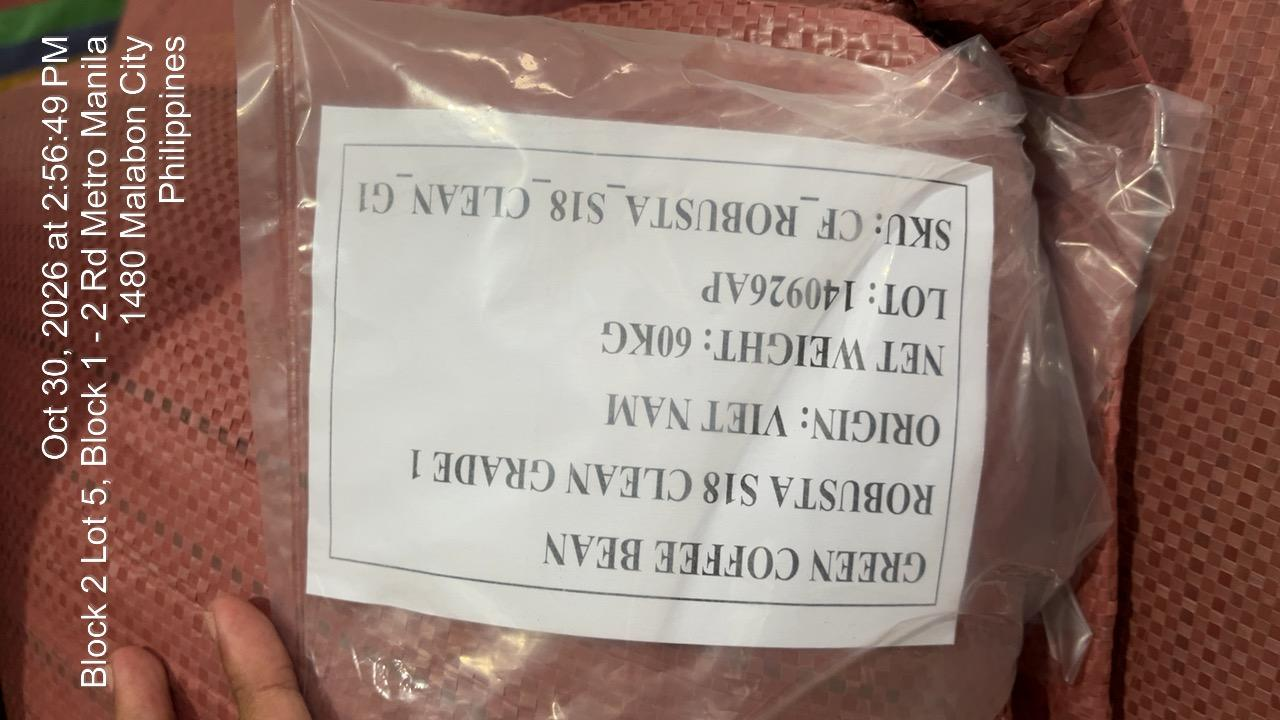 Oct 30, 2026 at 2:56:49 PM
Block 2 Lot 5, Block 1 - 2 Rd Metro Manila
1480 Malabon City
Philippines
GREEN COFFEE BEAN
ROBUSTA S18 CLEAN GRADE 1
ORIGIN: VIET NAM
NET WEIGHT: 60KG
LOT: 140926AP
SKU: CF_ROBUSTA_S18_CLEAN_G1